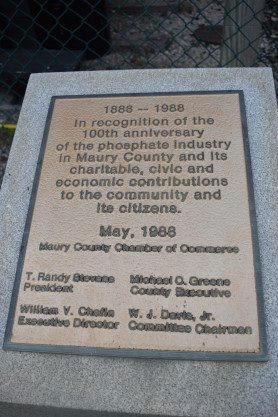 1888 -- 1988
In recognition of the
100th anniversary
of the phosphate industry
in Maury County and its
charitable, civic and
economic contributions
to the community and
its citizens.
May, 1988
Maury County Chamber of Commerce
T. Randy Stevens
President
Michael C. Greene
County Executive
William V. 
Executive Director
W. J. Davis, Jr.
Committee Chairman